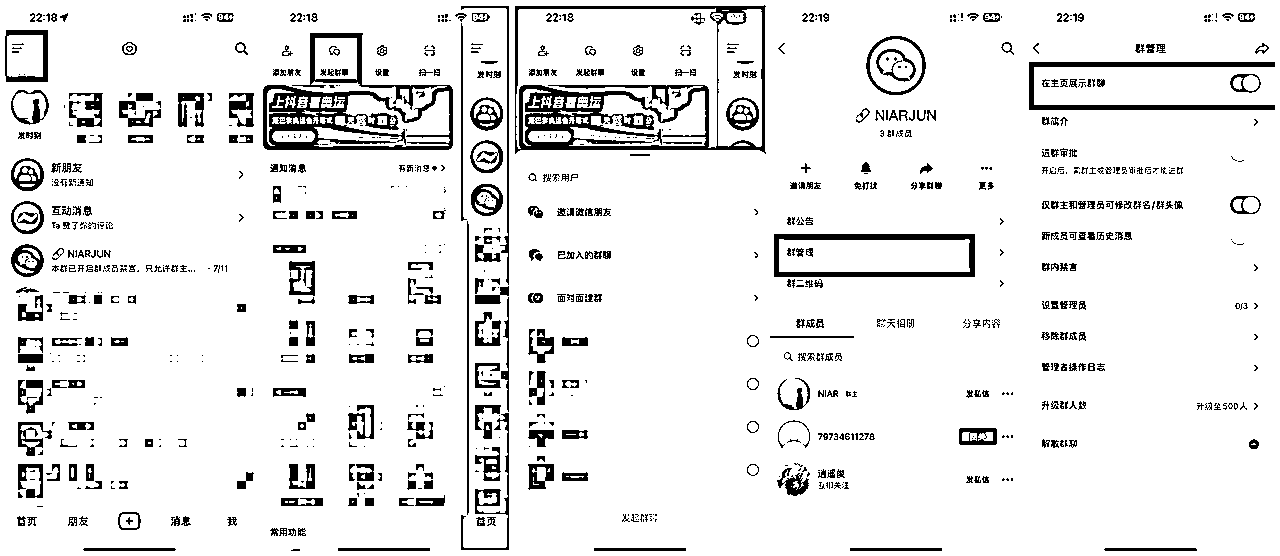 22:18
84
发时刻
新朋友
没有新通知
互动消息
Ta 赞了你的评论
NIARJUN
本群已开启群成员禁言，只允许群主... · 7/11
首页
朋友
消息
我
22:18
84
添加朋友
发起群聊
设置
扫一扫
发时刻
上抖音
通知消息
有新消息
常用功能
首页
22:18
84
添加朋友
发起群聊
设置
扫一扫
发时刻
上抖音
搜索用户
邀请微信朋友
已加入的群聊
面对面建群
发起群聊
22:19
84
NIARJUN
3 群成员
邀请朋友
免打扰
分享群聊
更多
群公告
群管理
群二维码
群成员
聊天相册
分享内容
搜索群成员
NIAR 群主
发私信
79734611278
回关
逍遥俊
互相关注
发私信
22:19
84
群管理
在主页展示群聊
群简介
进群审批
开启后，需群主或管理员审批后才能进群
仅群主和管理员可修改群名/群头像
新成员可查看历史消息
群内禁言
设置管理员
0/3
移除群成员
管理者操作日志
升级群人数
升级至500人
解散群聊